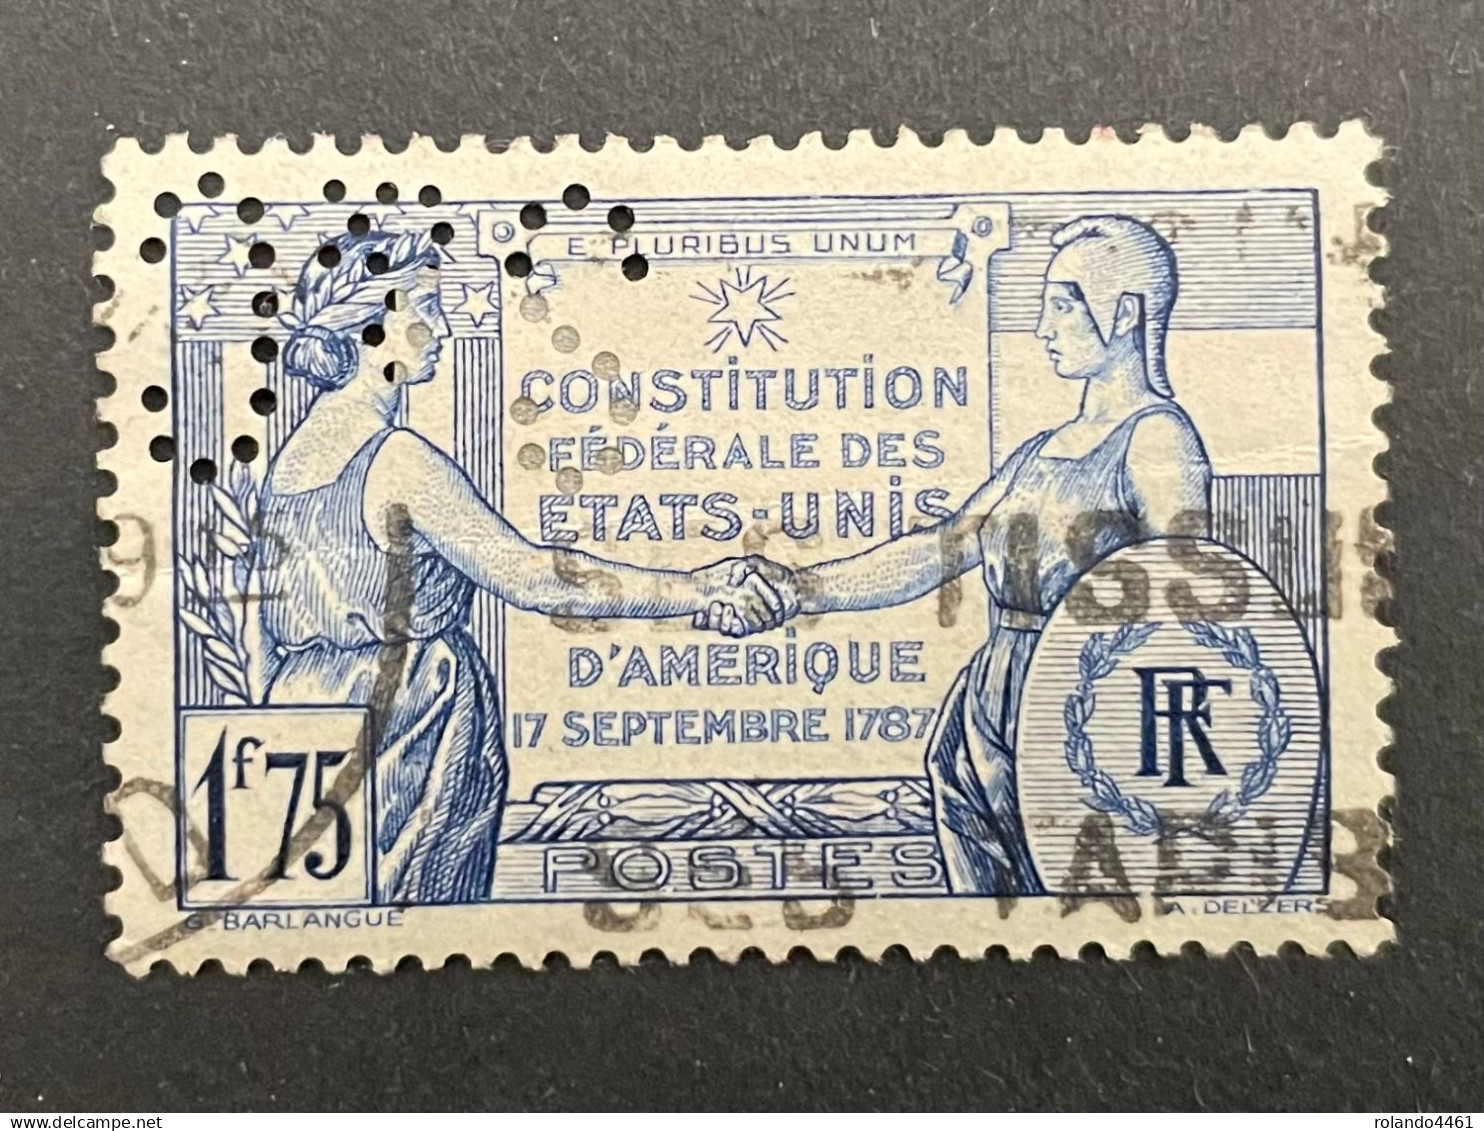 E PLURIBUS UNUM
CONSTiTUTiON
FÉDÉRALE DES
ETATS-UNiS
D'AMERiQUE
17 SEPTEMBRE 1787
RF
1f75
POSTES
G. BARLANGUE
A. DELZERS
rolando4461